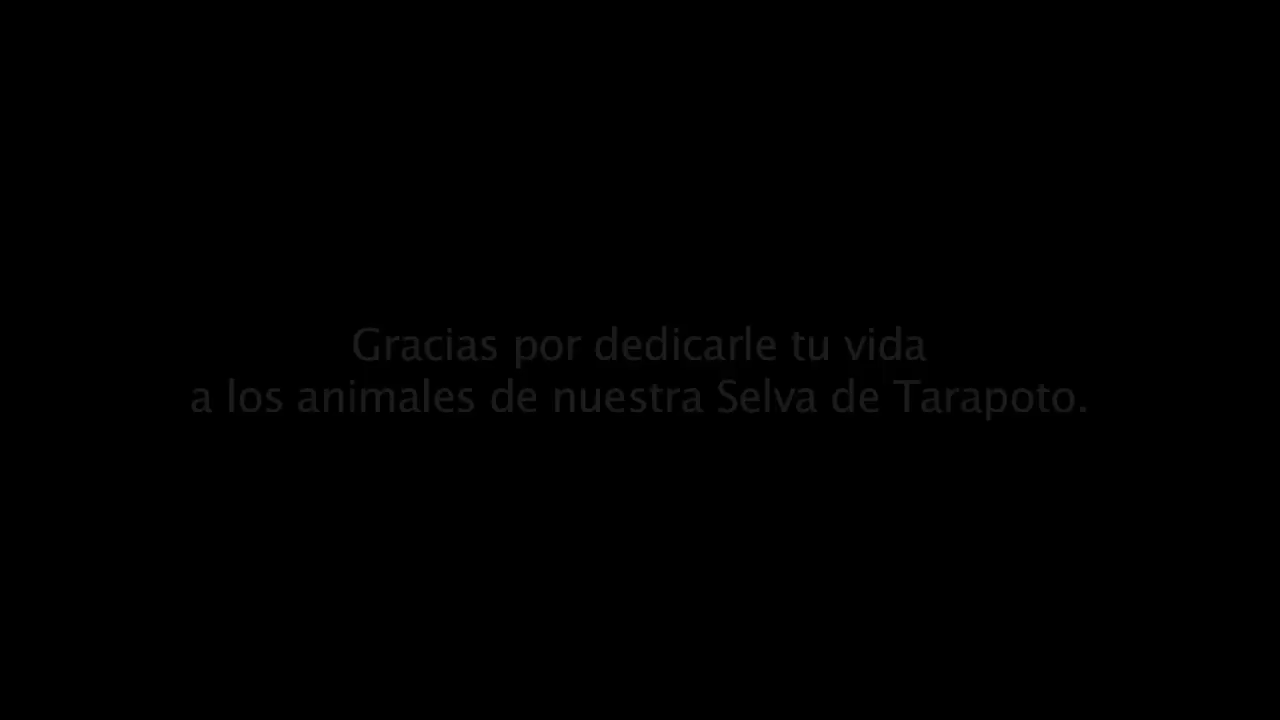 Gracias por dedicarle tu vida
a los animales de nuestra Selva de Tarapoto.